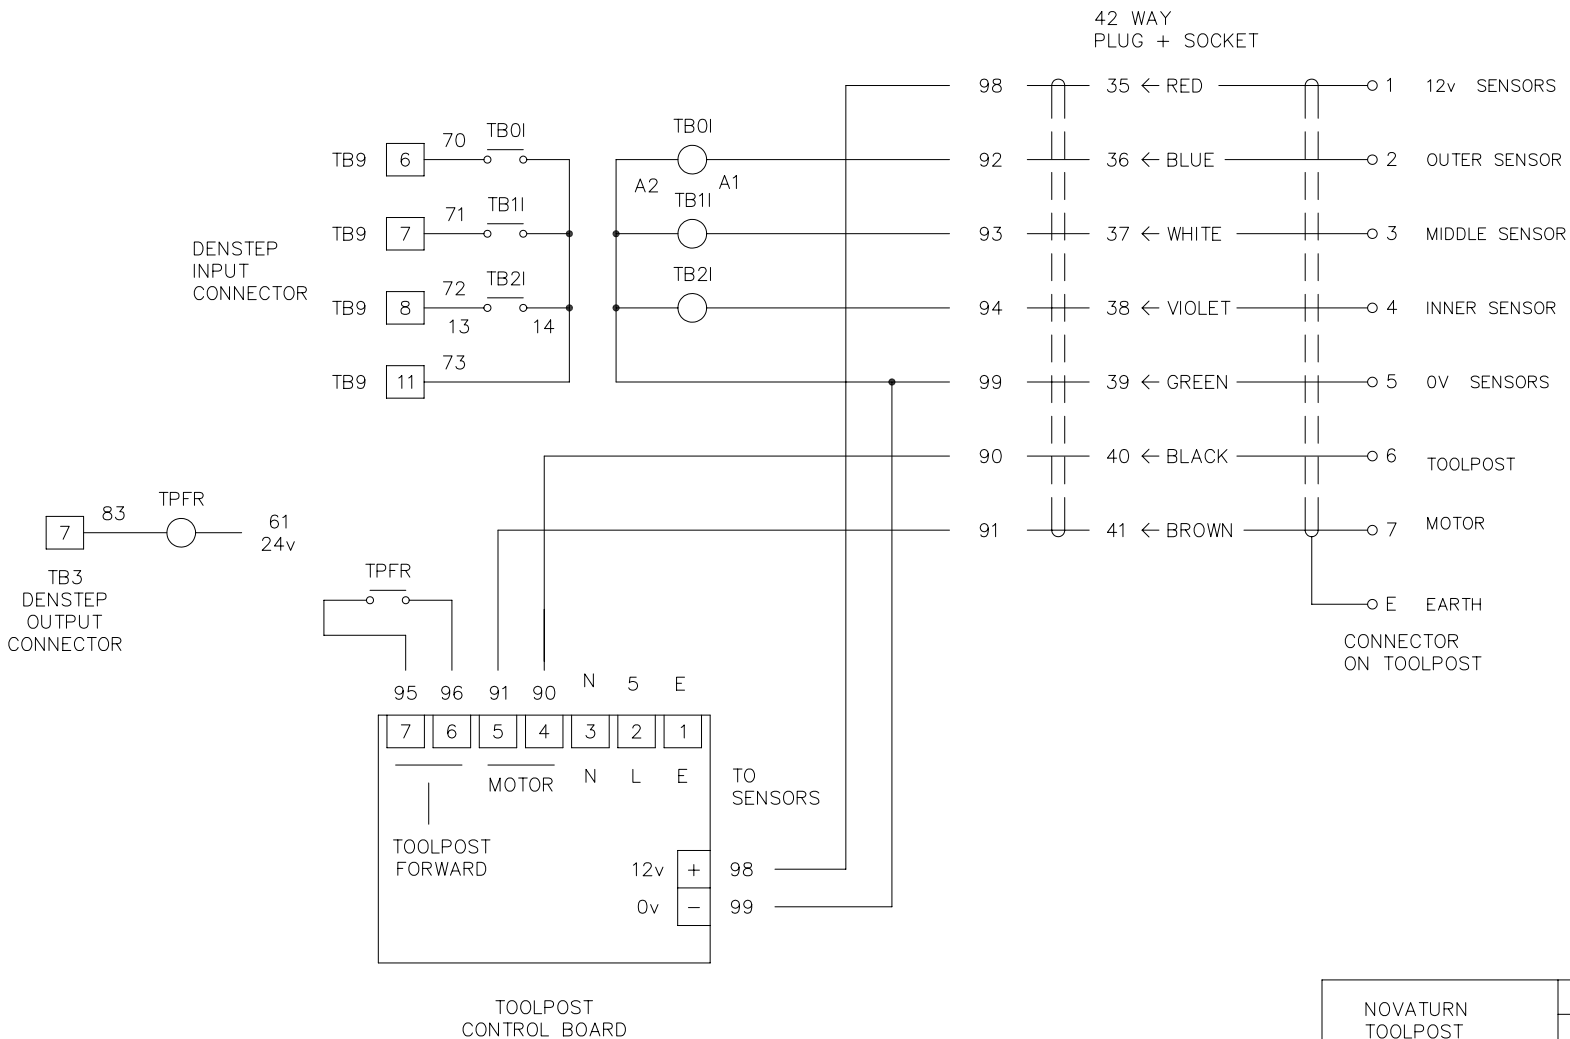 42 WAY
PLUG + SOCKET
98 35 ← RED 1 12v SENSORS
TB9 6 70 TB0I
TB0I A2 A1
92 36 ← BLUE 2 OUTER SENSOR
TB9 7 71 TB1I
TB1I
93 37 ← WHITE 3 MIDDLE SENSOR
DENSTEP
INPUT
CONNECTOR
TB9 8 72 TB2I
13 14
TB2I
94 38 ← VIOLET 4 INNER SENSOR
TB9 11 73
99 39 ← GREEN 5 0V SENSORS
90 40 ← BLACK 6 TOOLPOST
91 41 ← BROWN 7 MOTOR
E EARTH
CONNECTOR
ON TOOLPOST
7 83 TPFR 61
24v
TB3
DENSTEP
OUTPUT
CONNECTOR
TPFR
95 96 91 90 N 5 E
7 6 5 4 3 2 1
MOTOR N L E
TO
SENSORS
TOOLPOST
FORWARD
12v + 98
0v − 99
TOOLPOST
CONTROL BOARD
NOVATURN
TOOLPOST